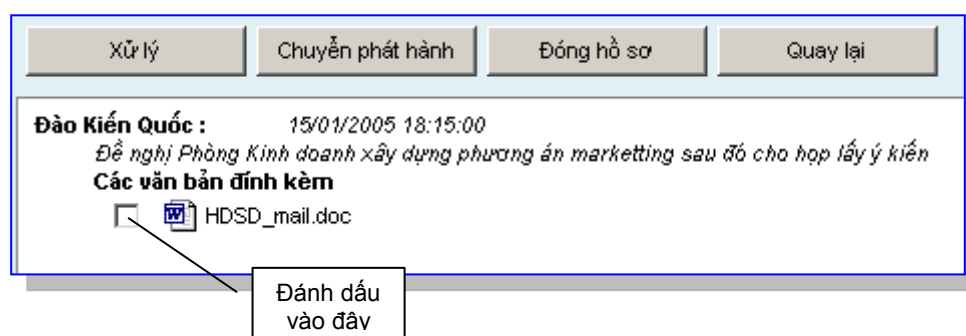 Xử lý Chuyển phát hành Đóng hồ sơ Quay lại
Đào Kiến Quốc : 15/01/2005 18:15:00
Đề nghị Phòng Kinh doanh xây dựng phương án marketting sau đó cho họp lấy ý kiến
Các văn bản đính kèm
HDSD_mail.doc
Đánh dấu
vào đây